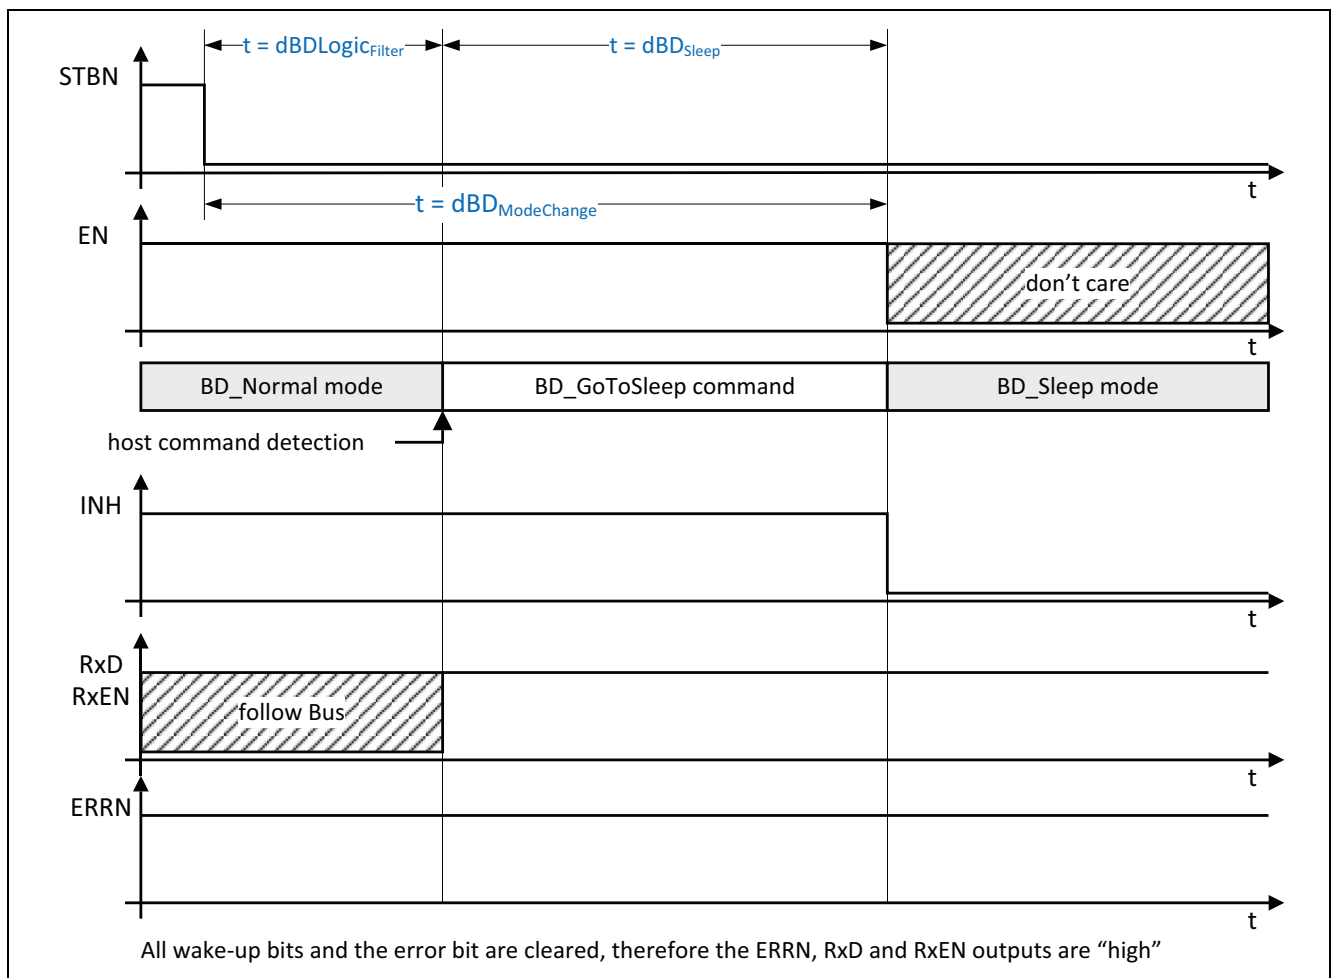 t = dBDLogicFilter
t = dBDSleep
STBN
t
t = dBDModeChange
EN
don't care
t
BD_Normal mode
BD_GoToSleep command
BD_Sleep mode
host command detection
INH
t
RxD
RxEN
follow Bus
t
ERRN
t
All wake-up bits and the error bit are cleared, therefore the ERRN, RxD and RxEN outputs are “high”